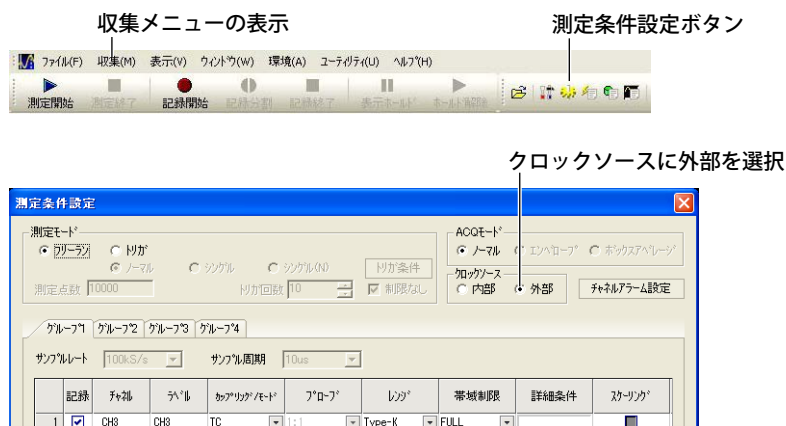 収集メニューの表示
測定条件設定ボタン
ファイル(F) 収集(M) 表示(V) ウィンドウ(W) 環境(A) ユーティリティ(U) ヘルプ(H)
測定開始 測定終了 記録開始 記録分割 記録終了 表示ホールド ホールド解除
クロックソースに外部を選択
測定条件設定
測定モード
フリーラン トリガ
ノーマル シングル シングル(N) トリガ条件
測定点数 10000 トリガ回数 10 制限なし
ACQモード
ノーマル エンベロープ ボックスアベレージ
クロックソース
内部 外部 チャネルアラーム設定
グループ1 グループ2 グループ3 グループ4
サンプルレート 100kS/s サンプル周期 10us
記録 チャネル ラベル カップリング/モード プローブ レンジ 帯域制限 詳細条件 スケーリング
1 CH3 CH3 TC 1:1 Type-K FULL